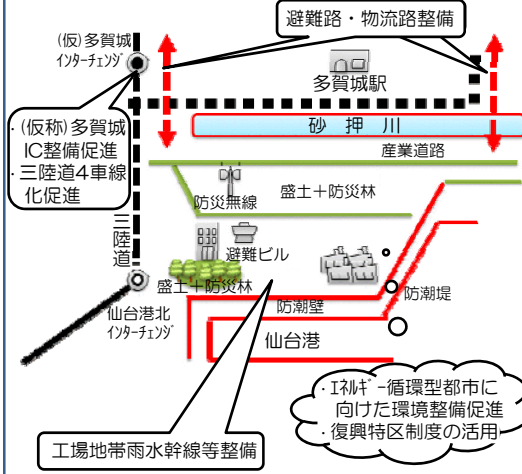 避難路・物流路整備
(仮)多賀城
インターチェンジ
多賀城駅
・(仮称)多賀城
IC整備促進
・三陸道4車線
化促進
砂押川
産業道路
防災無線
盛土＋防災林
三陸道
避難ビル
盛土＋防災林
防潮壁
防潮堤
仙台港北
インターチェンジ
仙台港
・エネルギー循環型都市に
向けた環境整備促進
・復興特区制度の活用
工場地帯雨水幹線等整備